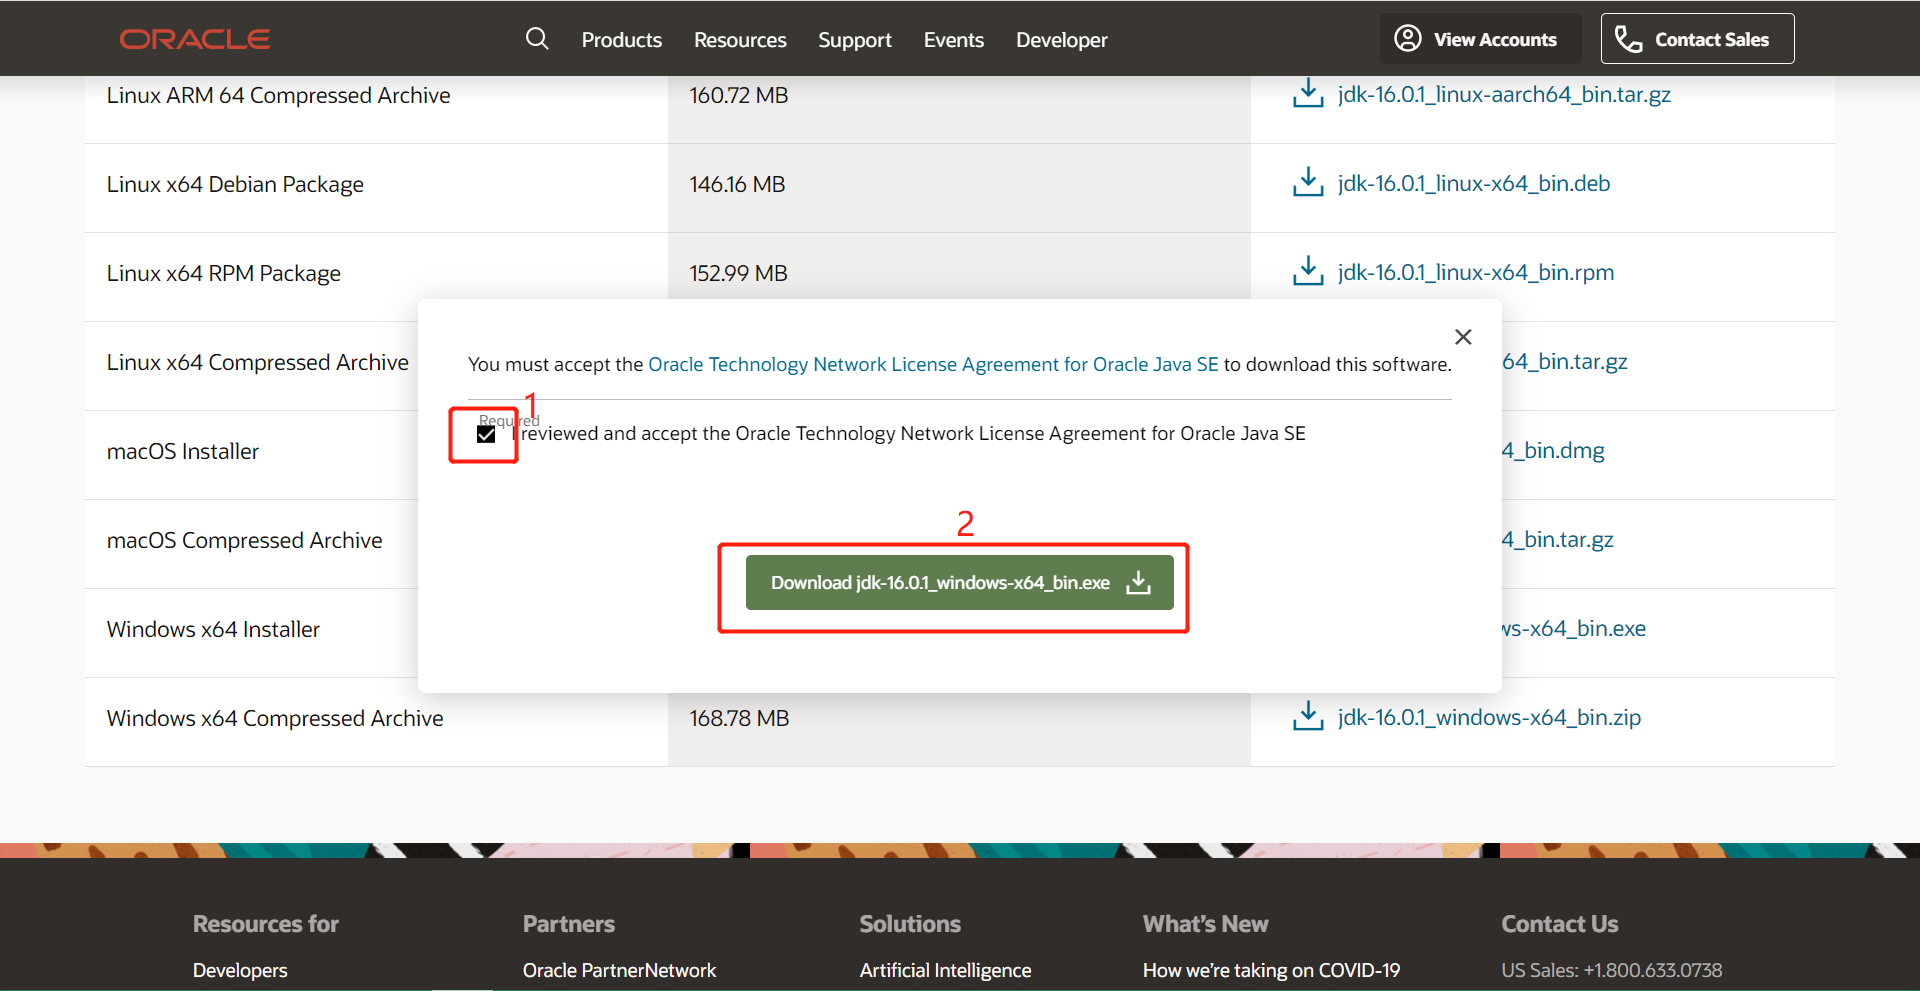 ORACLE
Products Resources Support Events Developer
View Accounts
Contact Sales
Linux ARM 64 Compressed Archive 160.72 MB jdk-16.0.1_linux-aarch64_bin.tar.gz
Linux x64 Debian Package 146.16 MB jdk-16.0.1_linux-x64_bin.deb
Linux x64 RPM Package 152.99 MB jdk-16.0.1_linux-x64_bin.rpm
Linux x64 Compressed Archive 64_bin.tar.gz
You must accept the Oracle Technology Network License Agreement for Oracle Java SE to download this software.
1
Required
I reviewed and accept the Oracle Technology Network License Agreement for Oracle Java SE
macOS Installer 4_bin.dmg
2
macOS Compressed Archive 4_bin.tar.gz
Download jdk-16.0.1_windows-x64_bin.exe
Windows x64 Installer ws-x64_bin.exe
Windows x64 Compressed Archive 168.78 MB jdk-16.0.1_windows-x64_bin.zip
Resources for Partners Solutions What's New Contact Us
Developers Oracle PartnerNetwork Artificial Intelligence How we're taking on COVID-19 US Sales: +1.800.633.0738